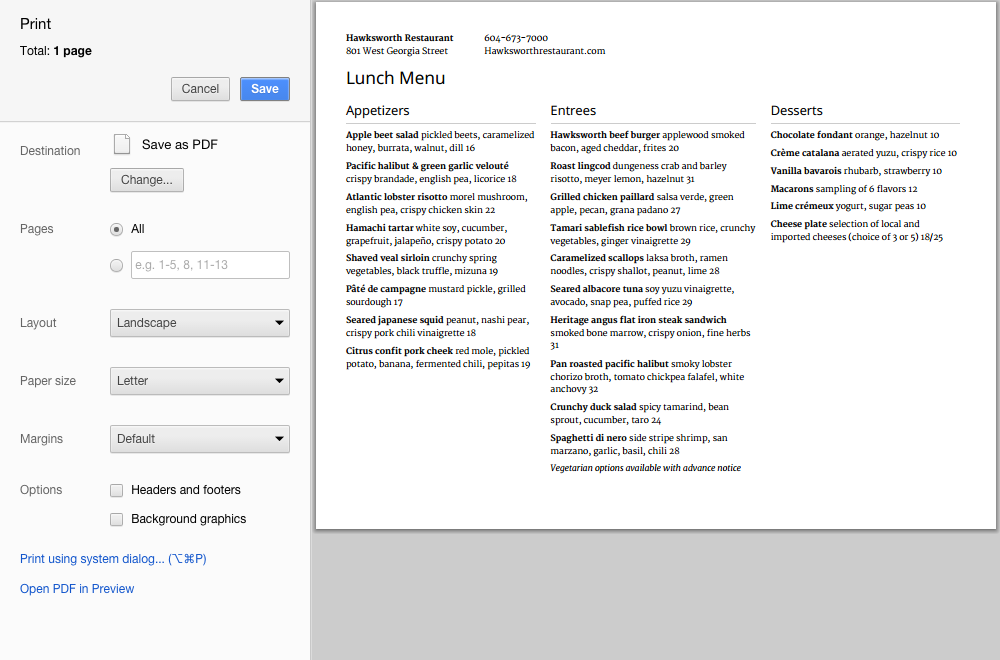 Print
Total: 1 page
Cancel
Save
Destination
Save as PDF
Change...
Pages
All
e.g. 1-5, 8, 11-13
Layout
Landscape
Paper size
Letter
Margins
Default
Options
Headers and footers
Background graphics
Print using system dialog... (⌥⌘P)
Open PDF in Preview
Hawksworth Restaurant
801 West Georgia Street
604-673-7000
Hawksworthrestaurant.com
Lunch Menu
Appetizers
Apple beet salad pickled beets, caramelized
honey, burrata, walnut, dill 16
Pacific halibut & green garlic velouté
crispy brandade, english pea, licorice 18
Atlantic lobster risotto morel mushroom,
english pea, crispy chicken skin 22
Hamachi tartar white soy, cucumber,
grapefruit, jalapeño, crispy potato 20
Shaved veal sirloin crunchy spring
vegetables, black truffle, mizuna 19
Pâté de campagne mustard pickle, grilled
sourdough 17
Seared japanese squid peanut, nashi pear,
crispy pork chili vinaigrette 18
Citrus confit pork cheek red mole, pickled
potato, banana, fermented chili, pepitas 19
Entrees
Hawksworth beef burger applewood smoked
bacon, aged cheddar, frites 20
Roast lingcod dungeness crab and barley
risotto, meyer lemon, hazelnut 31
Grilled chicken paillard salsa verde, green
apple, pecan, grana padano 27
Tamari sablefish rice bowl brown rice, crunchy
vegetables, ginger vinaigrette 29
Caramelized scallops laksa broth, ramen
noodles, crispy shallot, peanut, lime 28
Seared albacore tuna soy yuzu vinaigrette,
avocado, snap pea, puffed rice 29
Heritage angus flat iron steak sandwich
smoked bone marrow, crispy onion, fine herbs
31
Pan roasted pacific halibut smoky lobster
chorizo broth, tomato chickpea falafel, white
anchovy 32
Crunchy duck salad spicy tamarind, bean
sprout, cucumber, taro 24
Spaghetti di nero side stripe shrimp, san
marzano, garlic, basil, chili 28
Vegetarian options available with advance notice
Desserts
Chocolate fondant orange, hazelnut 10
Crème catalana aerated yuzu, crispy rice 10
Vanilla bavarois rhubarb, strawberry 10
Macarons sampling of 6 flavors 12
Lime crémeux yogurt, sugar peas 10
Cheese plate selection of local and
imported cheeses (choice of 3 or 5) 18/25